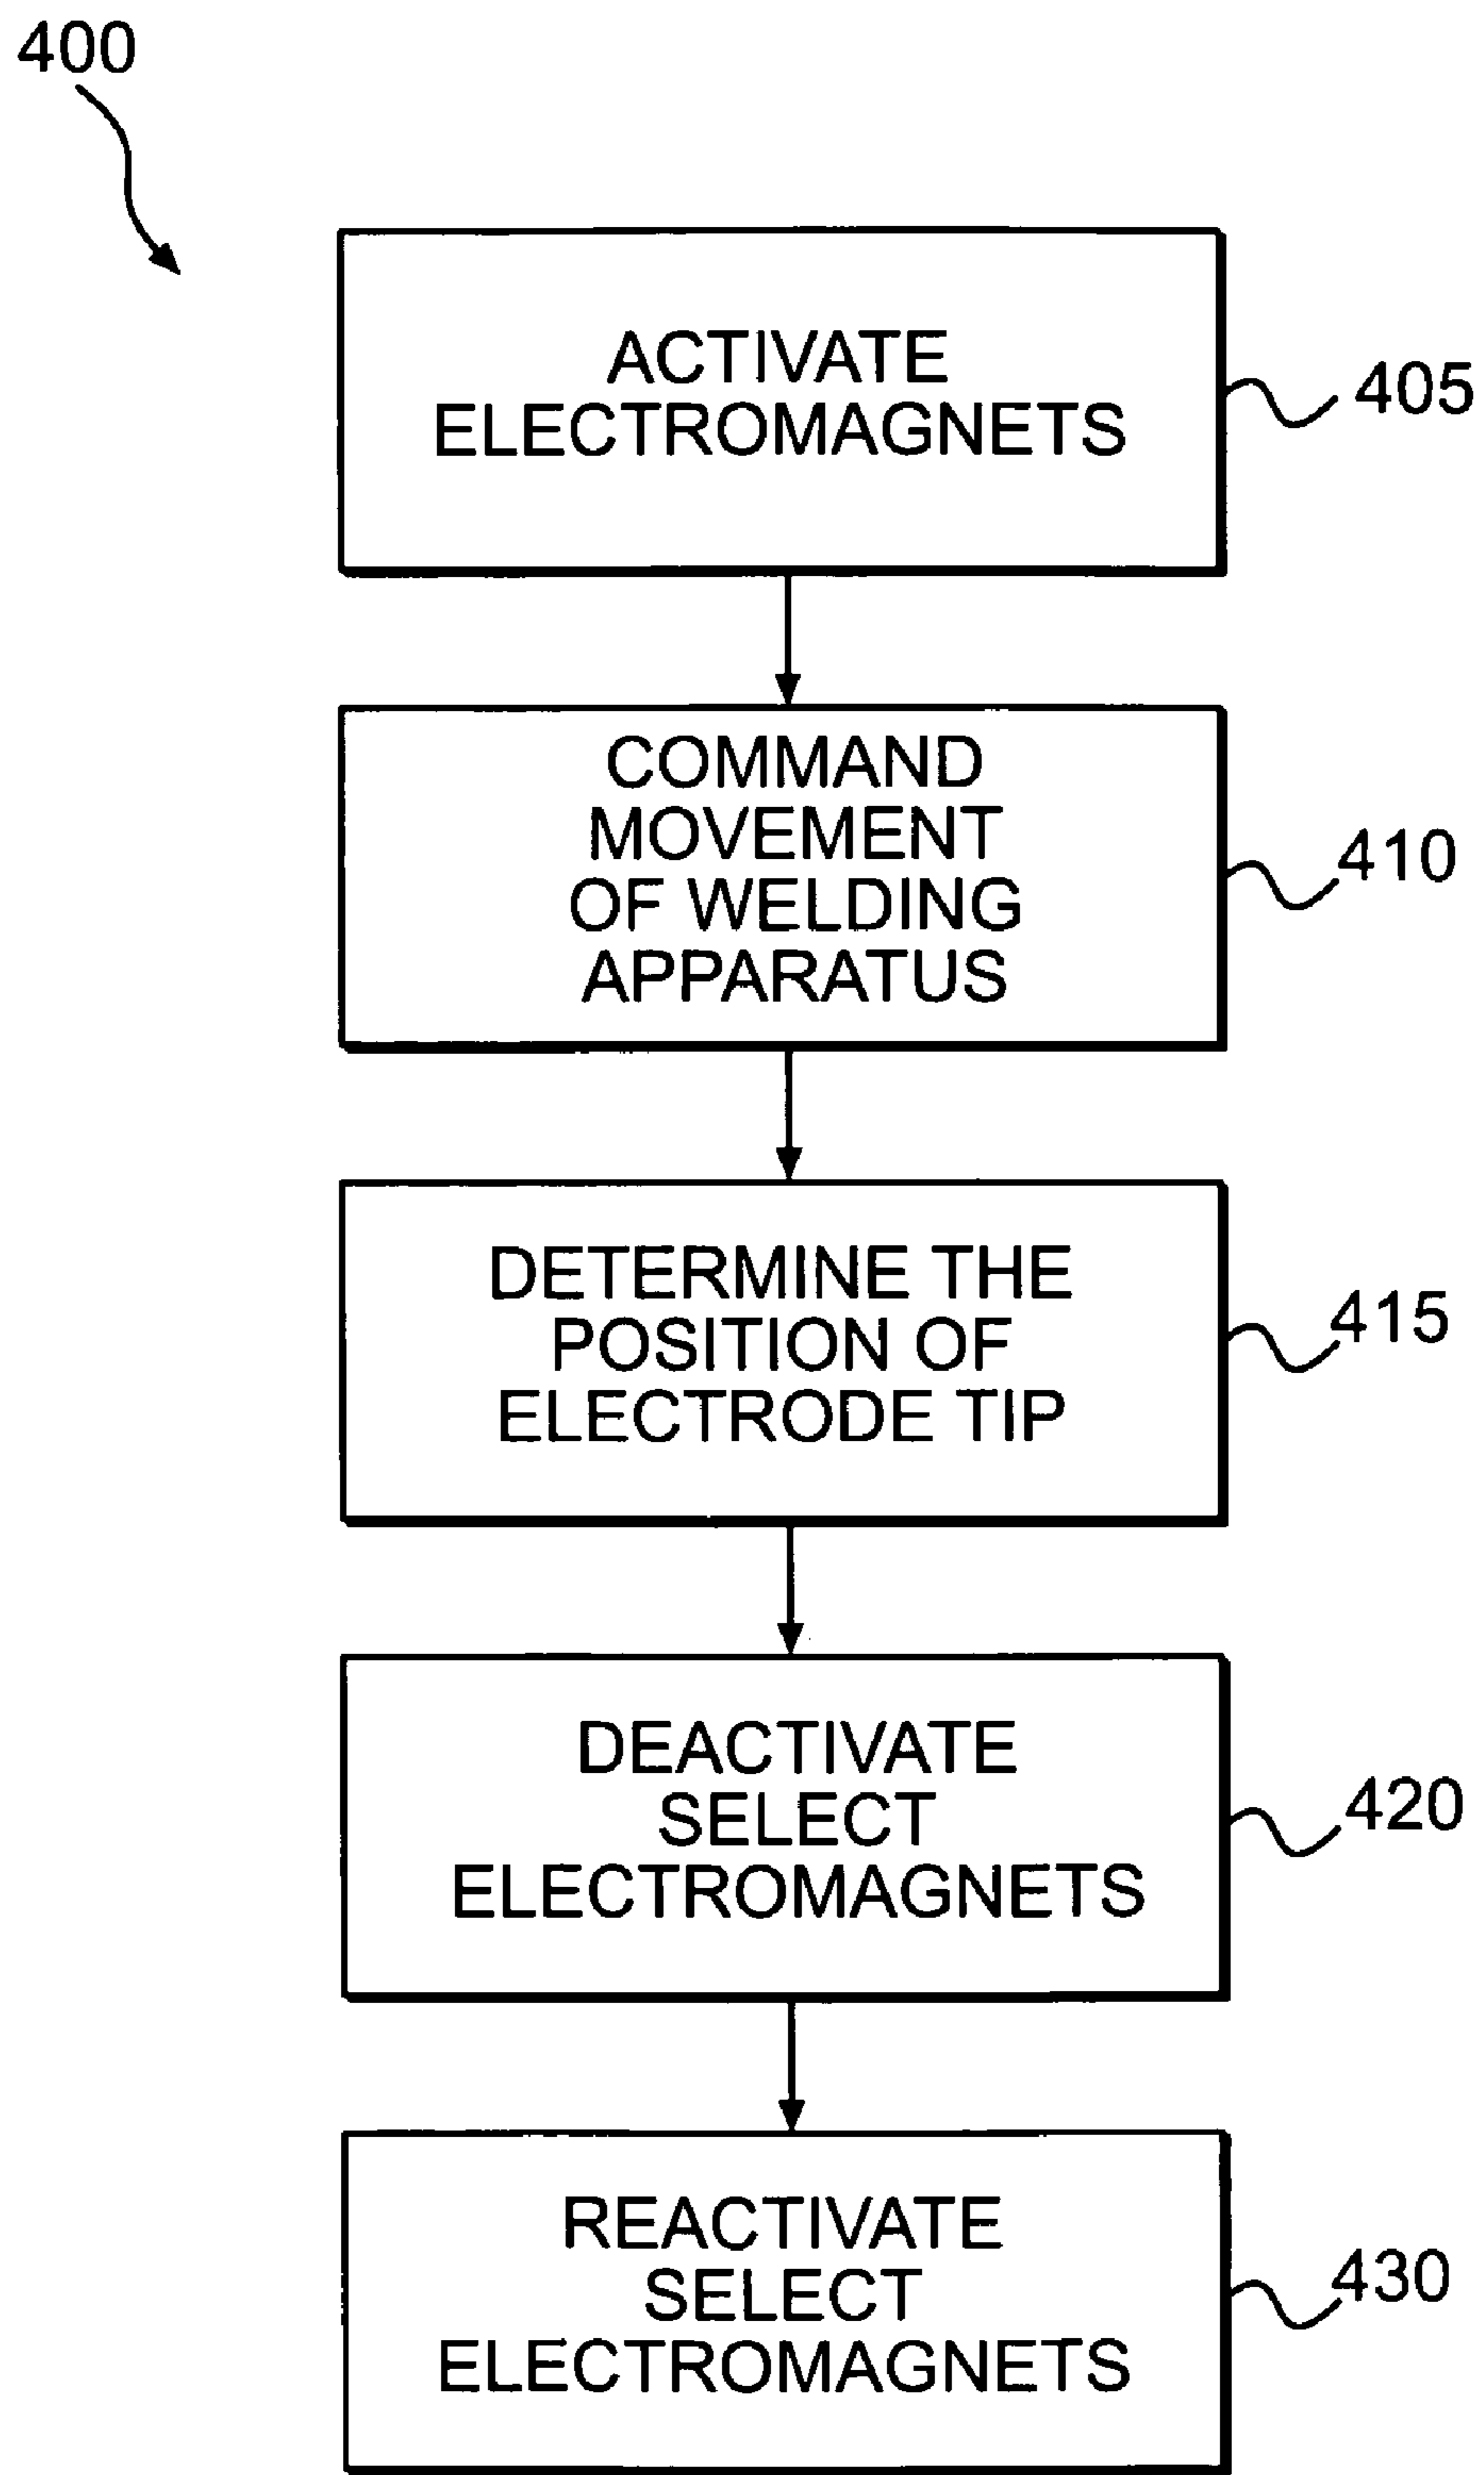 400
ACTIVATE
ELECTROMAGNETS
405
COMMAND
MOVEMENT
OF WELDING
APPARATUS
410
DETERMINE THE
POSITION OF
ELECTRODE TIP
415
DEACTIVATE
SELECT
ELECTROMAGNETS
420
REACTIVATE
SELECT
ELECTROMAGNETS
430